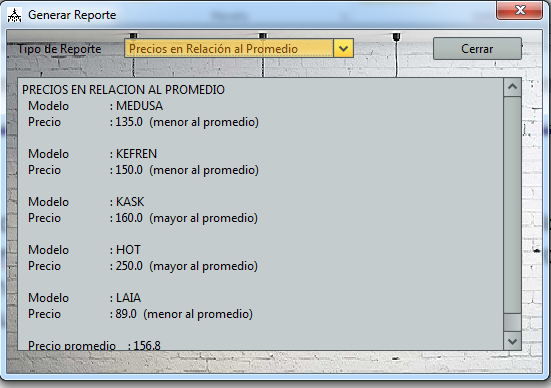 Generar Reporte
Tipo de Reporte Precios en Relación al Promedio Cerrar
PRECIOS EN RELACION AL PROMEDIO
Modelo : MEDUSA
Precio : 135.0 (menor al promedio)
Modelo : KEFREN
Precio : 150.0 (menor al promedio)
Modelo : KASK
Precio : 160.0 (mayor al promedio)
Modelo : HOT
Precio : 250.0 (mayor al promedio)
Modelo : LAIA
Precio : 89.0 (menor al promedio)
Precio promedio : 156.8